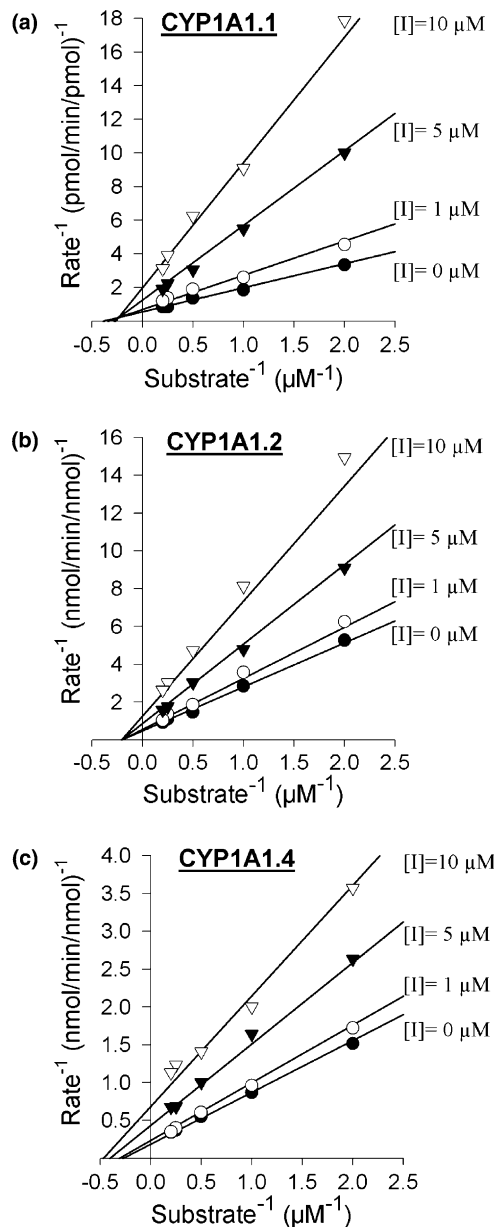 (a) CYP1A1.1
Rate-1 (pmol/min/pmol)-1
18
16
14
12
10
8
6
4
2
[I]=10 µM
[I]= 5 µM
[I]= 1 µM
[I]= 0 µM
-0.5 0.0 0.5 1.0 1.5 2.0 2.5
Substrate-1 (µM-1)
(b) CYP1A1.2
Rate-1 (nmol/min/nmol)-1
16
14
12
10
8
6
4
2
[I]=10 µM
[I]= 5 µM
[I]= 1 µM
[I]= 0 µM
-0.5 0.0 0.5 1.0 1.5 2.0 2.5
Substrate-1 (µM-1)
(c) CYP1A1.4
Rate-1 (nmol/min/nmol)-1
4.0
3.5
3.0
2.5
2.0
1.5
1.0
0.5
[I]=10 µM
[I]= 5 µM
[I]= 1 µM
[I]= 0 µM
-0.5 0.0 0.5 1.0 1.5 2.0 2.5
Substrate-1 (µM-1)